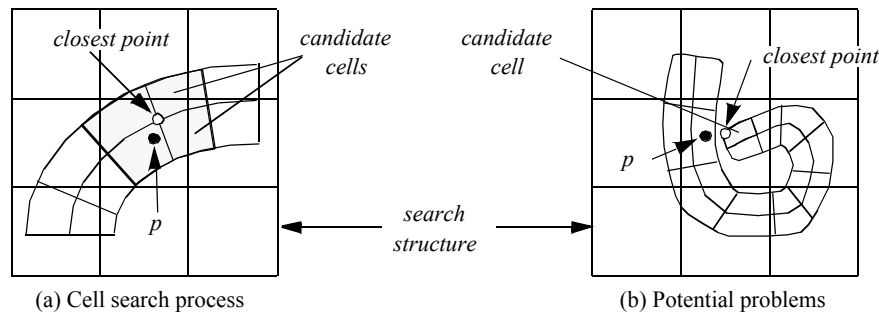 closest point
candidate
cells
p
candidate
cell
closest point
p
search
structure
(a) Cell search process
(b) Potential problems